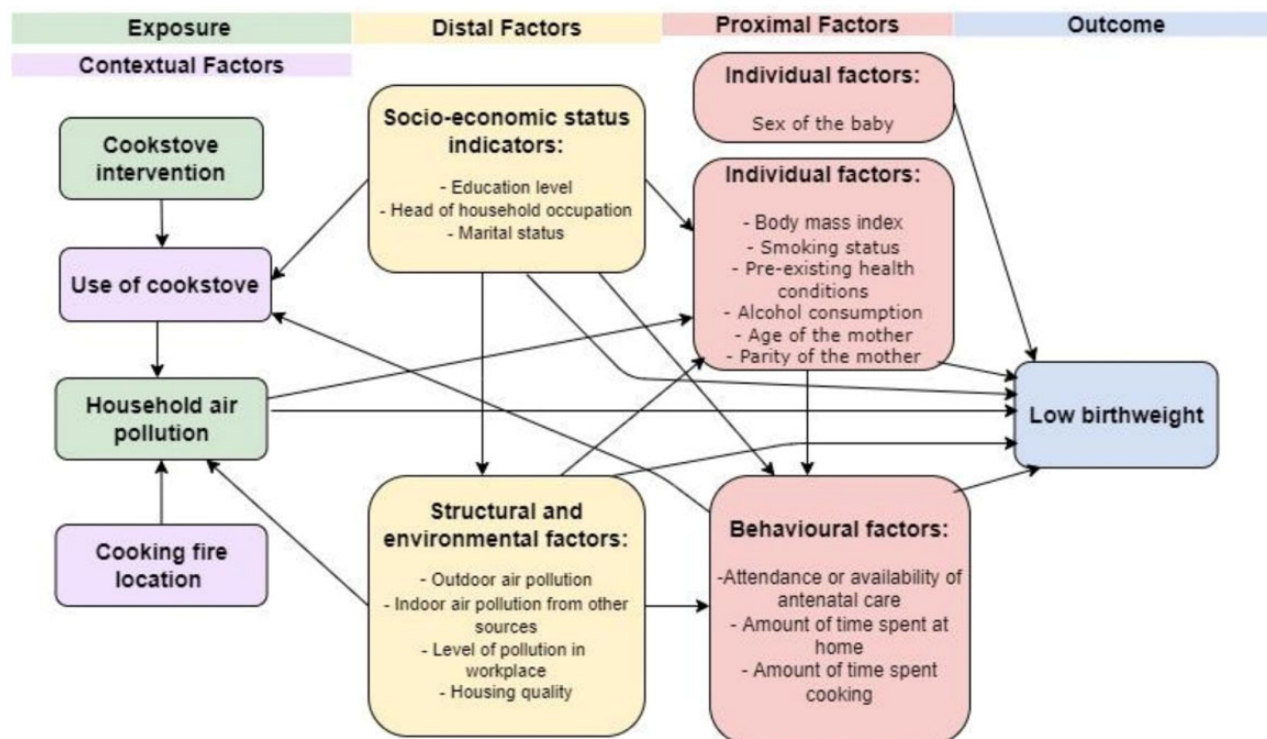 Exposure
Distal Factors
Proximal Factors
Outcome
Contextual Factors
Cookstove
intervention
Use of cookstove
Household air
pollution
Cooking fire
location
Socio-economic status
indicators:
- Education level
- Head of household occupation
- Marital status
Structural and
environmental factors:
- Outdoor air pollution
- Indoor air pollution from other
sources
- Level of pollution in
workplace
- Housing quality
Individual factors:
Sex of the baby
Individual factors:
- Body mass index
- Smoking status
- Pre-existing health
conditions
- Alcohol consumption
- Age of the mother
- Parity of the mother
Behavioural factors:
-Attendance or availability of
antenatal care
- Amount of time spent at
home
- Amount of time spent
cooking
Low birthweight